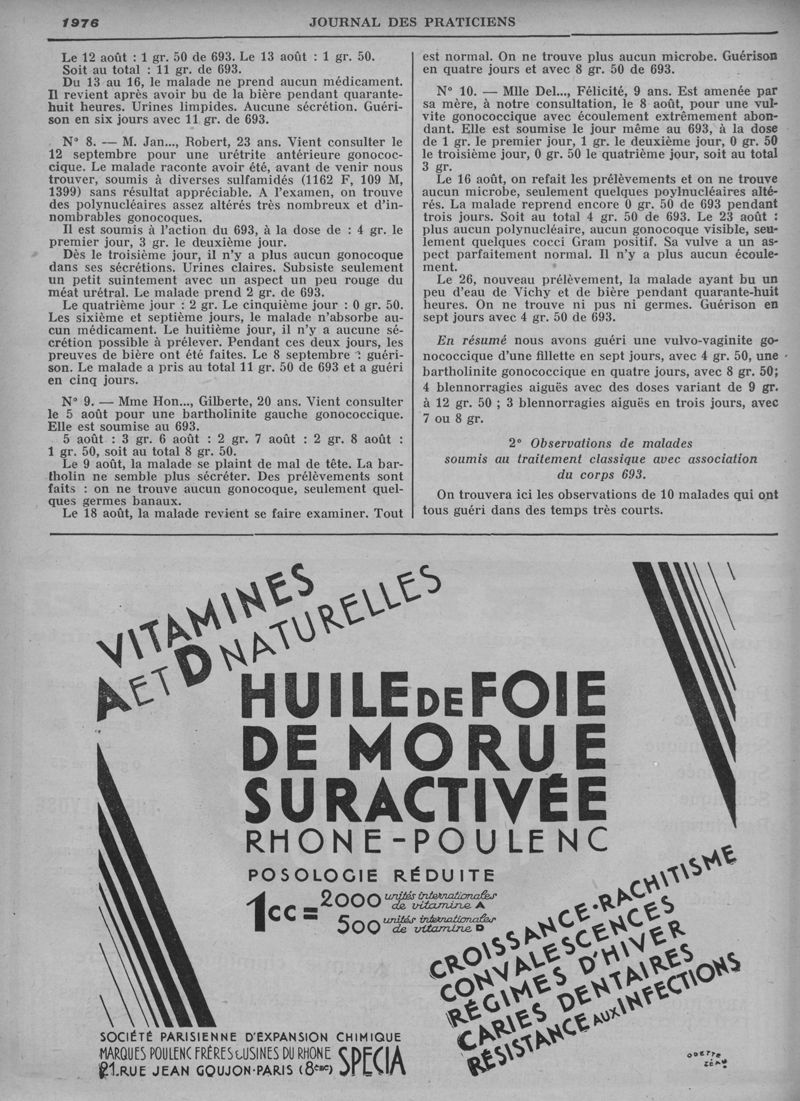 1976
JOURNAL DES PRATICIENS
Le 12 août : 1 gr. 50 de 693. Le 13 août : 1 gr. 50.
Soit au total : 11 gr. de 693.
Du 13 au 16, le malade ne prend aucun médicament.
Il revient après avoir bu de la bière pendant quarante-
huit heures. Urines limpides. Aucune sécrétion. Guéri-
son en six jours avec 11 gr. de 693.
N° 8. — M. Jan..., Robert, 23 ans. Vient consulter le
12 septembre pour une urétrite antérieure gonococ-
cique. Le malade raconte avoir été, avant de venir nous
trouver, soumis à diverses sulfamidés (1162 F, 109 M,
1399) sans résultat appréciable. A l'examen, on trouve
des polynucléaires assez altérés très nombreux et d'in-
nombrables gonocoques.
Il est soumis à l'action du 693, à la dose de : 4 gr. le
premier jour, 3 gr. le deuxième jour.
Dès le troisième jour, il n'y a plus aucun gonocoque
dans ses sécrétions. Urines claires. Subsiste seulement
un petit suintement avec un aspect un peu rouge du
méat urétral. Le malade prend 2 gr. de 693.
Le quatrième jour : 2 gr. Le cinquième jour : 0 gr. 50.
Les sixième et septième jours, le malade n'absorbe au-
cun médicament. Le huitième jour, il n'y a aucune sé-
crétion possible à prélever. Pendant ces deux jours, les
preuves de bière ont été faites. Le 8 septembre : guéri-
son. Le malade a pris au total 11 gr. 50 de 693 et a guéri
en cinq jours.
N° 9. — Mme Hon..., Gilberte, 20 ans. Vient consulter
le 5 août pour une bartholinite gauche gonococcique.
Elle est soumise au 693.
5 août : 3 gr. 6 août : 2 gr. 7 août : 2 gr. 8 août :
1 gr. 50, soit au total 8 gr. 50.
Le 9 août, la malade se plaint de mal de tête. La bar-
tholin ne semble plus sécréter. Des prélèvements sont
faits : on ne trouve aucun gonocoque, seulement quel-
ques germes banaux.
Le 18 août, la malade revient se faire examiner. Tout
est normal. On ne trouve plus aucun microbe. Guérison
en quatre jours et avec 8 gr. 50 de 693.
N° 10. — Mlle Del..., Félicité, 9 ans. Est amenée par
sa mère, à notre consultation, le 8 août, pour une vul-
vite gonococcique avec écoulement extrêmement abon-
dant. Elle est soumise le jour même au 693, à la dose
de 1 gr. le premier jour, 1 gr. le deuxième jour, 0 gr. 50
le troisième jour, 0 gr. 50 le quatrième jour, soit au total
3 gr.
Le 16 août, on refait les prélèvements et on ne trouve
aucun microbe, seulement quelques poylnucléaires alté-
rés. La malade reprend encore 0 gr. 50 de 693 pendant
trois jours. Soit au total 4 gr. 50 de 693. Le 23 août :
plus aucun polynucléaire, aucun gonocoque visible, seu-
lement quelques cocci Gram positif. Sa vulve a un as-
pect parfaitement normal. Il n'y a plus aucun écoule-
ment.
Le 26, nouveau prélèvement, la malade ayant bu un
peu d'eau de Vichy et de bière pendant quarante-huit
heures. On ne trouve ni pus ni germes. Guérison en
sept jours avec 4 gr. 50 de 693.
En résumé nous avons guéri une vulvo-vaginite go-
nococcique d'une fillette en sept jours, avec 4 gr. 50, une
bartholinite gonococcique en quatre jours, avec 8 gr. 50;
4 blennorragies aiguës avec des doses variant de 9 gr.
à 12 gr. 50 ; 3 blennorragies aiguës en trois jours, avec
7 ou 8 gr.
2° Observations de malades
soumis au traitement classique avec association
du corps 693.
On trouvera ici les observations de 10 malades qui ont
tous guéri dans des temps très courts.
VITAMINES
A ET D NATURELLES
HUILE DE FOIE
DE MORUE
SURACTIVÉE
RHONE-POULENC
POSOLOGIE RÉDUITE
1cc = 2000 unités internationales de vitamine A
500 unités internationales de vitamine D
CROISSANCE-RACHITISME
CONVALESCENCES
RÉGIMES D'HIVER
CARIES DENTAIRES
RÉSISTANCE AUX INFECTIONS
SOCIÉTÉ PARISIENNE D'EXPANSION CHIMIQUE
MARQUES POULENC FRÈRES & USINES DU RHONE SPECIA
21.RUE JEAN GOUJON-PARIS (8ème)
ODETTE